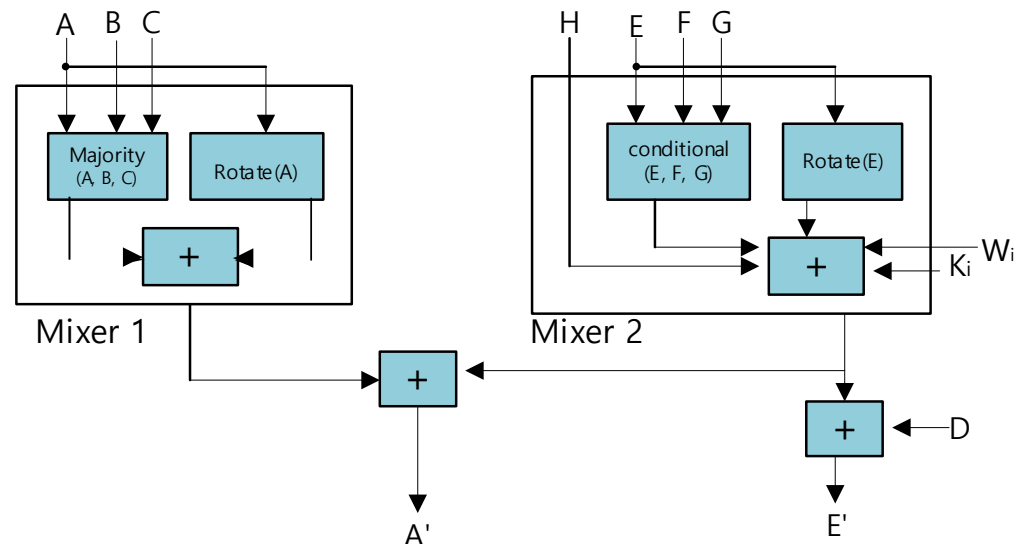 A B C
H E F G
Majority
(A, B, C)
Rotate(A)
conditional
(E, F, G)
Rotate(E)
+
+
Wi
Ki
Mixer 1
Mixer 2
+
+
D
A'
E'